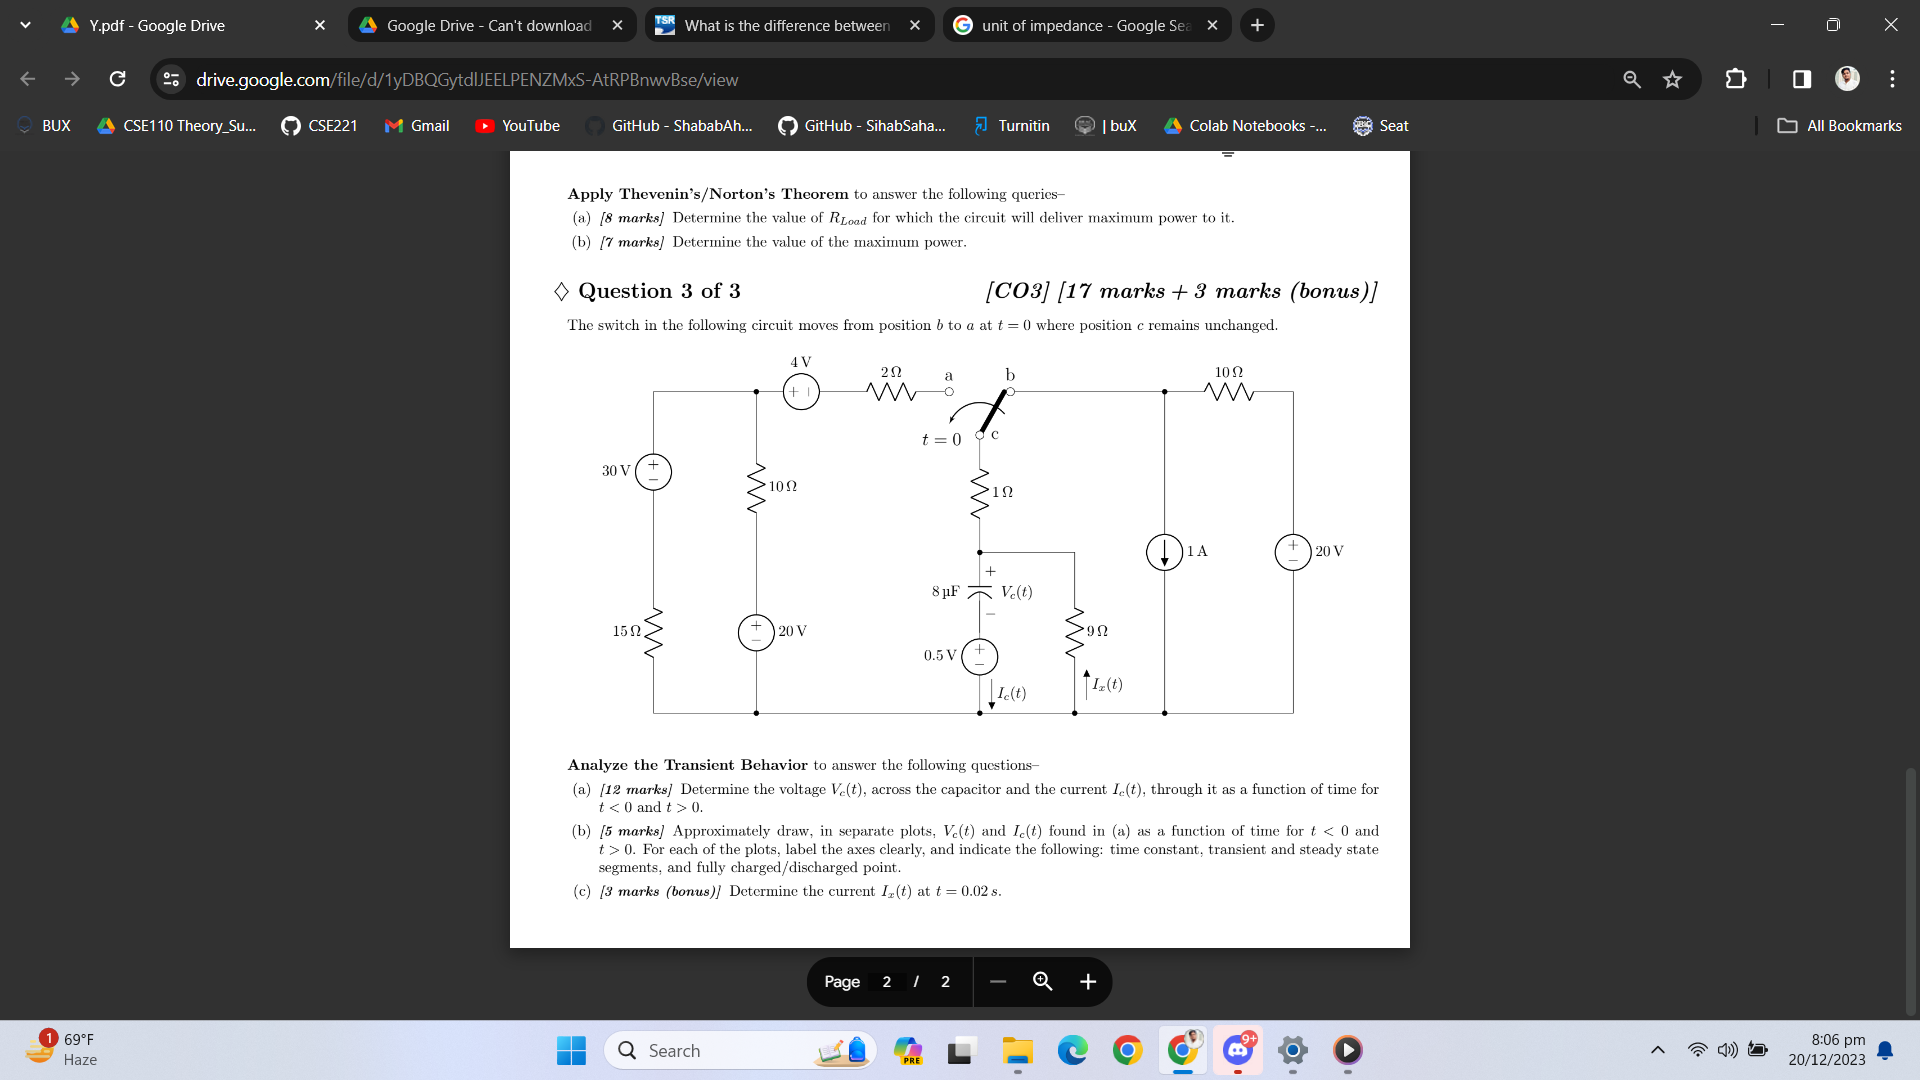 Y.pdf - Google Drive
Google Drive - Can't download
TSR What is the difference between
unit of impedance - Google Sea
drive.google.com/file/d/1yDBQGytdlJEELPENZMxS-AtRPBnwvBse/view
BUX
CSE110 Theory_Su...
CSE221
Gmail
YouTube
GitHub - ShababAh...
GitHub - SihabSaha...
Turnitin
| buX
Colab Notebooks -...
Seat
All Bookmarks
Apply Thevenin's/Norton's Theorem to answer the following queries–
(a) [8 marks] Determine the value of R_Load for which the circuit will deliver maximum power to it.
(b) [7 marks] Determine the value of the maximum power.
◊ Question 3 of 3 [CO3] [17 marks + 3 marks (bonus)]
The switch in the following circuit moves from position b to a at t = 0 where position c remains unchanged.
4 V
2 Ω
a
b
10 Ω
t = 0
c
30 V
10 Ω
1 Ω
1 A
20 V
8 µF
V_c(t)
15 Ω
20 V
9 Ω
0.5 V
I_c(t)
I_x(t)
Analyze the Transient Behavior to answer the following questions–
(a) [12 marks] Determine the voltage V_c(t), across the capacitor and the current I_c(t), through it as a function of time for
t < 0 and t > 0.
(b) [5 marks] Approximately draw, in separate plots, V_c(t) and I_c(t) found in (a) as a function of time for t < 0 and
t > 0. For each of the plots, label the axes clearly, and indicate the following: time constant, transient and steady state
segments, and fully charged/discharged point.
(c) [3 marks (bonus)] Determine the current I_x(t) at t = 0.02 s.
Page 2 / 2
1
69°F
Haze
Search
PRE
9+
8:06 pm
20/12/2023